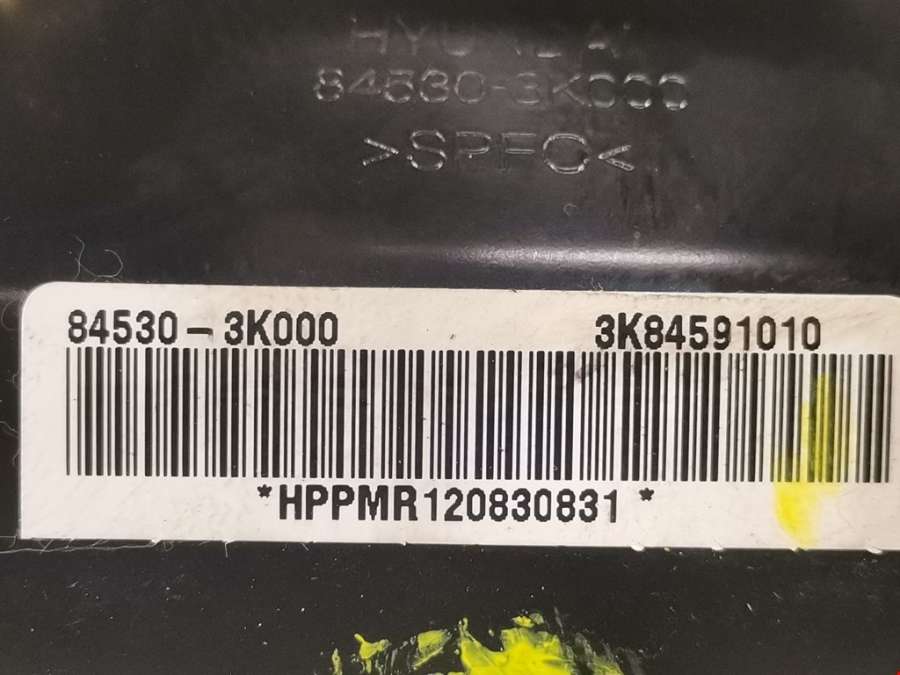 HYUNDAI
84530-3K000
>SPFC<
84530-3K000 3K84591010
*HPPMR120830831*